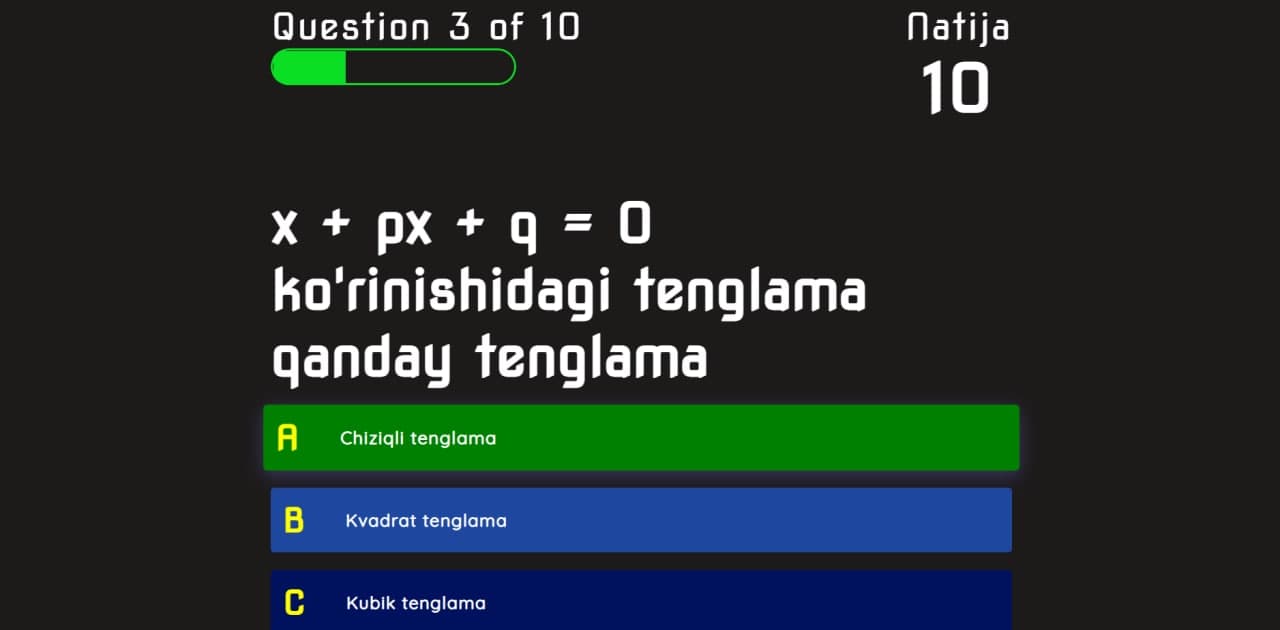 Question 3 of 10
Natija
10
x + px + q = 0
ko'rinishidagi tenglama
qanday tenglama
A Chiziqli tenglama
B Kvadrat tenglama
C Kubik tenglama